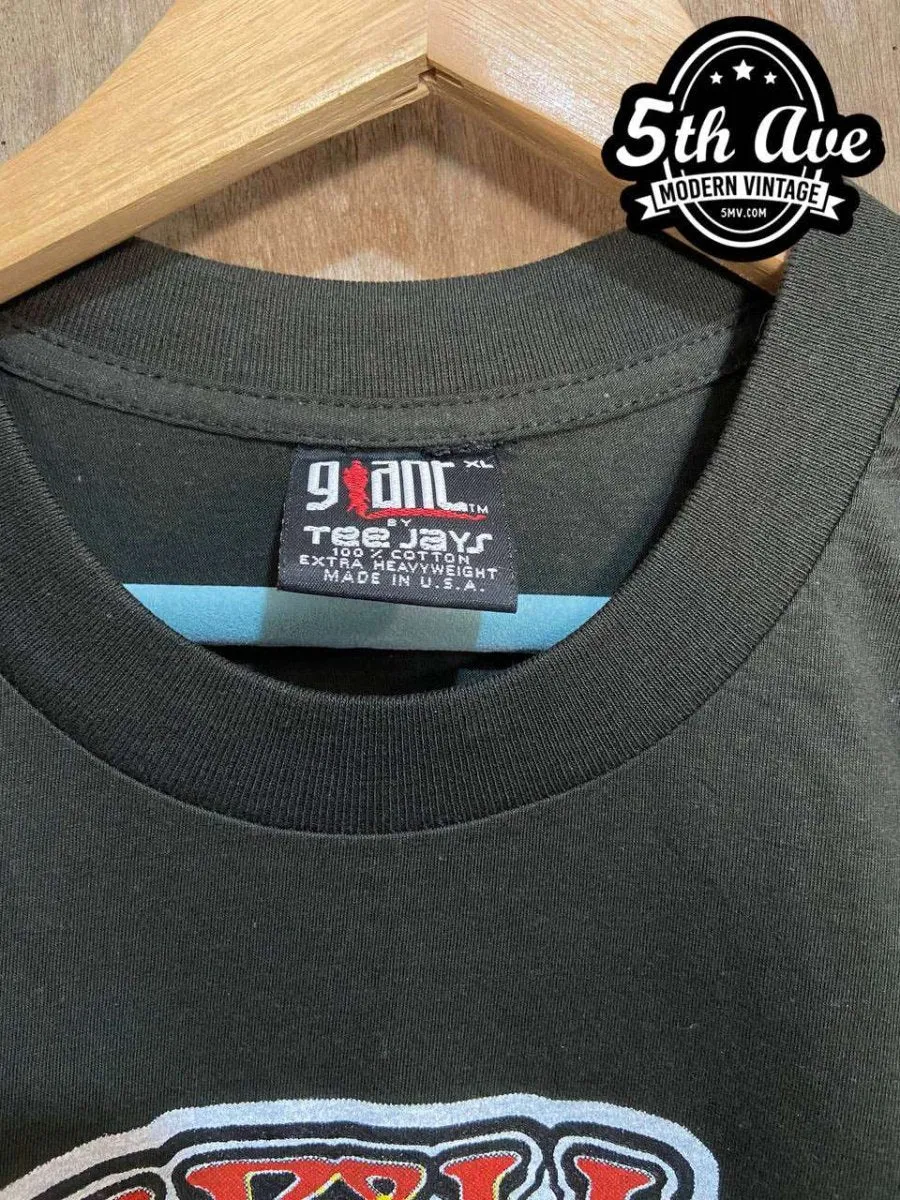 5th Ave
MODERN VINTAGE
5MV.COM
giant XL
TM
BY
Tee Jays
100% COTTON
EXTRA HEAVYWEIGHT
MADE IN U.S.A.